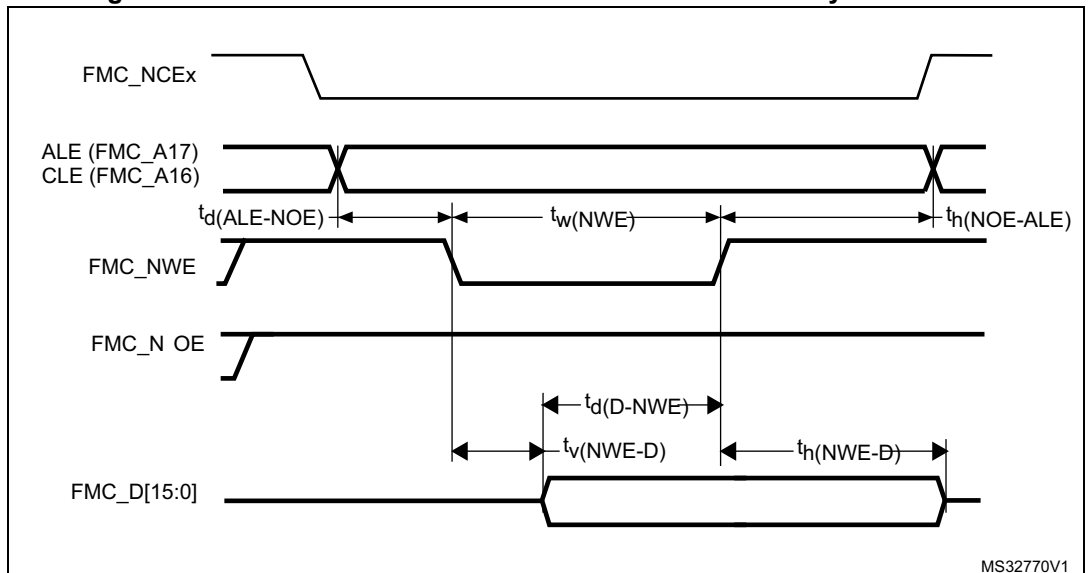 FMC_NCEx
ALE (FMC_A17)
CLE (FMC_A16)
td(ALE-NOE)
tw(NWE)
th(NOE-ALE)
FMC_NWE
FMC_N OE
td(D-NWE)
tv(NWE-D)
th(NWE-D)
FMC_D[15:0]
MS32770V1